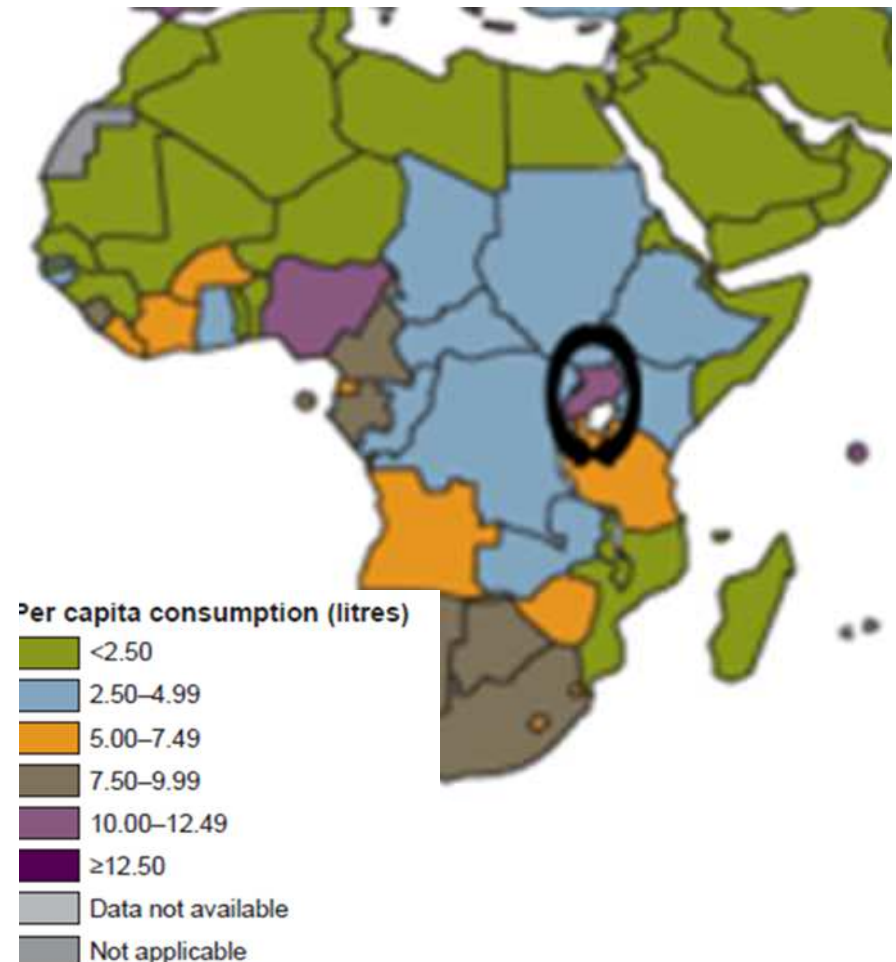 Per capita consumption (litres)
<2.50
2.50–4.99
5.00–7.49
7.50–9.99
10.00–12.49
≥12.50
Data not available
Not applicable